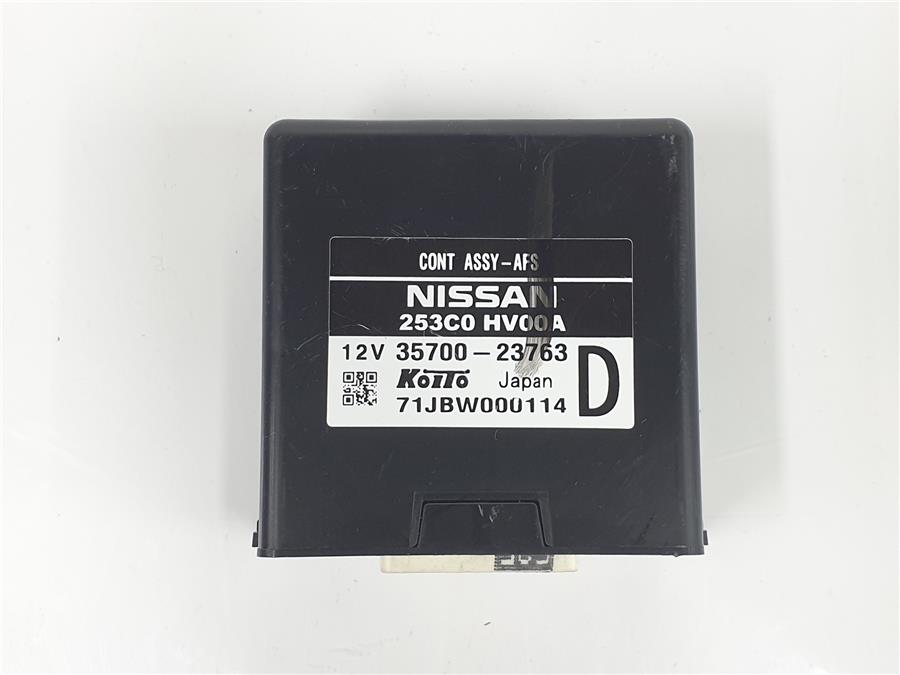 CONT ASSY-AFS
NISSAN
253C0 HV00A
12V 35700-23763
KOITO Japan
71JBW000114
D